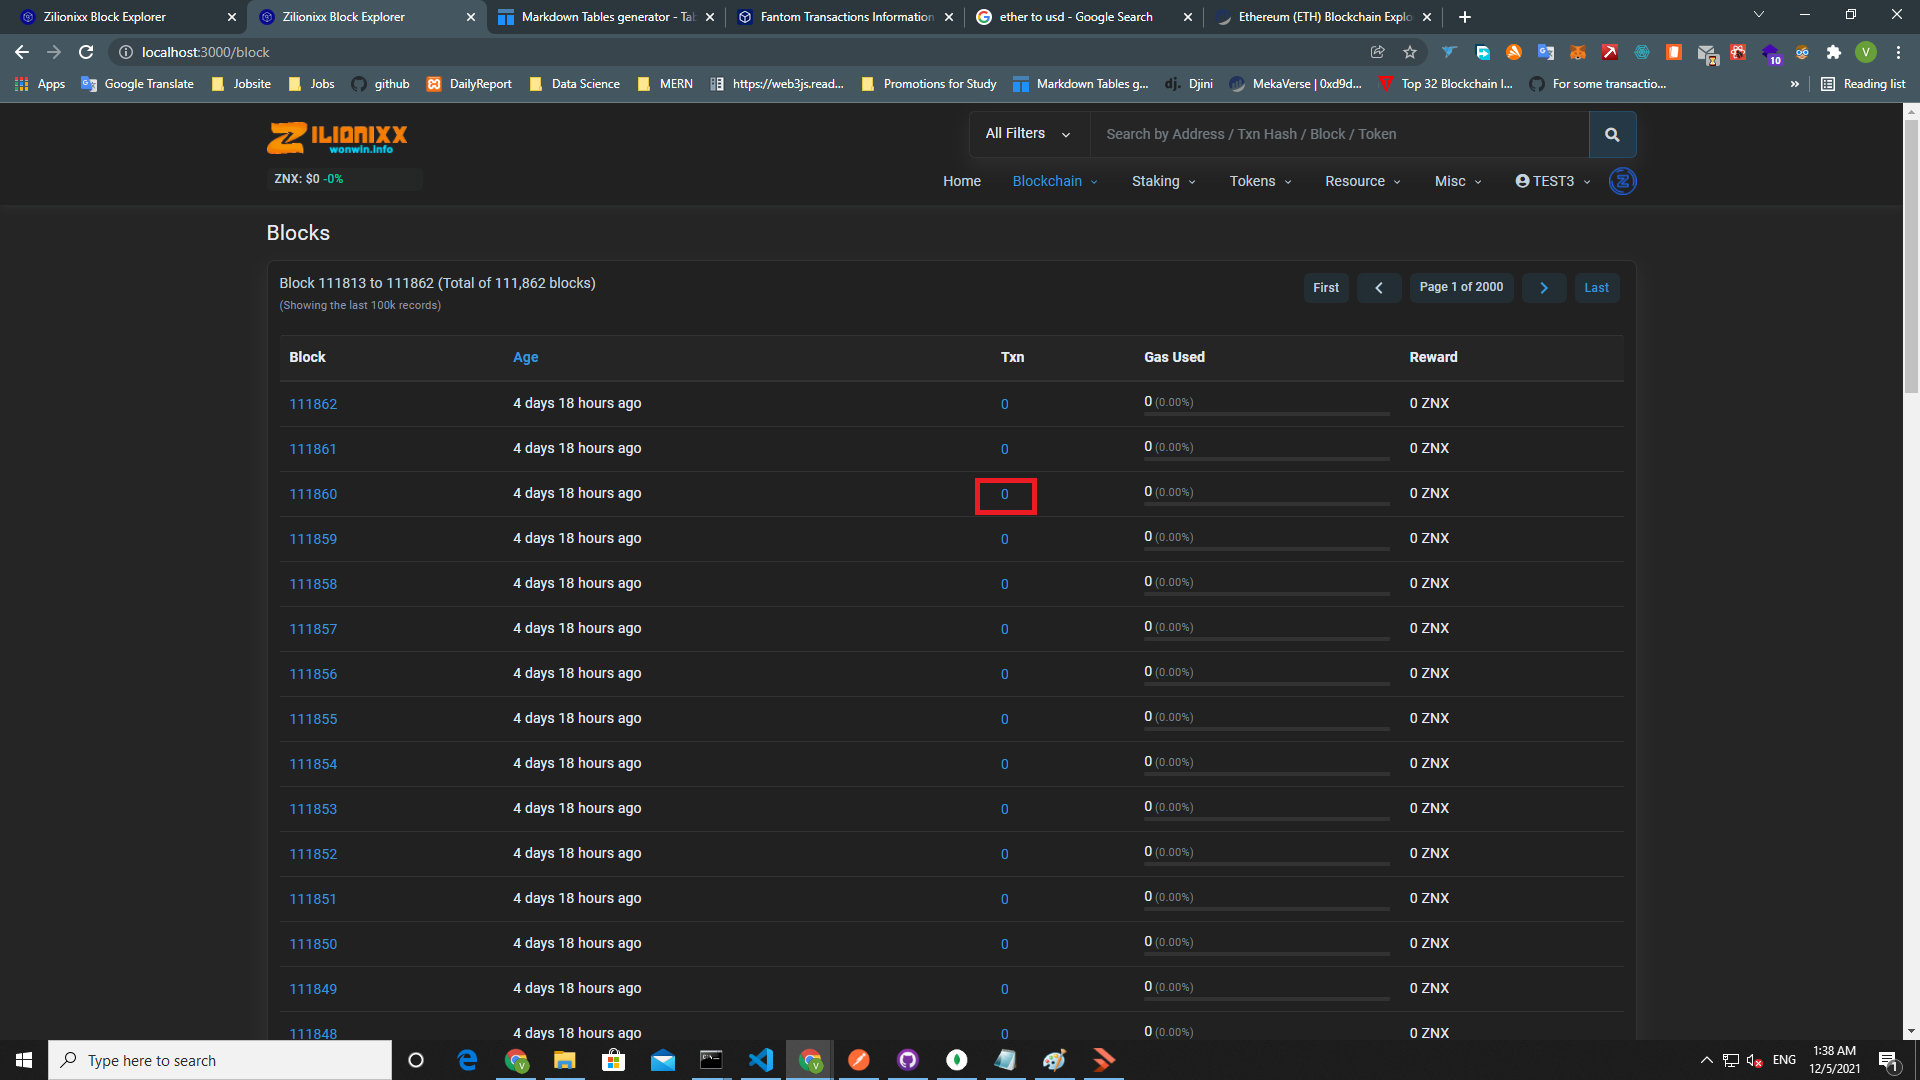 Zilionixx Block Explorer
Zilionixx Block Explorer
Markdown Tables generator - Tab
Fantom Transactions Information
ether to usd - Google Search
Ethereum (ETH) Blockchain Explo
localhost:3000/block
10
V
Apps
Google Translate
Jobsite
Jobs
github
DailyReport
Data Science
MERN
https://web3js.read...
Promotions for Study
Markdown Tables g...
dj. Djini
MekaVerse | 0xd9d...
Top 32 Blockchain I...
For some transactio...
»
Reading list
ZILIONIXX
wonwin.info
All Filters
Search by Address / Txn Hash / Block / Token
ZNX: $0 -0%
Home
Blockchain
Staking
Tokens
Resource
Misc
TEST3
Blocks
Block 111813 to 111862 (Total of 111,862 blocks)
(Showing the last 100k records)
First
Page 1 of 2000
Last
Block Age Txn Gas Used Reward
111862 4 days 18 hours ago 0 0 (0.00%) 0 ZNX
111861 4 days 18 hours ago 0 0 (0.00%) 0 ZNX
111860 4 days 18 hours ago 0 0 (0.00%) 0 ZNX
111859 4 days 18 hours ago 0 0 (0.00%) 0 ZNX
111858 4 days 18 hours ago 0 0 (0.00%) 0 ZNX
111857 4 days 18 hours ago 0 0 (0.00%) 0 ZNX
111856 4 days 18 hours ago 0 0 (0.00%) 0 ZNX
111855 4 days 18 hours ago 0 0 (0.00%) 0 ZNX
111854 4 days 18 hours ago 0 0 (0.00%) 0 ZNX
111853 4 days 18 hours ago 0 0 (0.00%) 0 ZNX
111852 4 days 18 hours ago 0 0 (0.00%) 0 ZNX
111851 4 days 18 hours ago 0 0 (0.00%) 0 ZNX
111850 4 days 18 hours ago 0 0 (0.00%) 0 ZNX
111849 4 days 18 hours ago 0 0 (0.00%) 0 ZNX
111848 4 days 18 hours ago 0 0 (0.00%) 0 ZNX
Type here to search
ENG
1:38 AM
12/5/2021
1